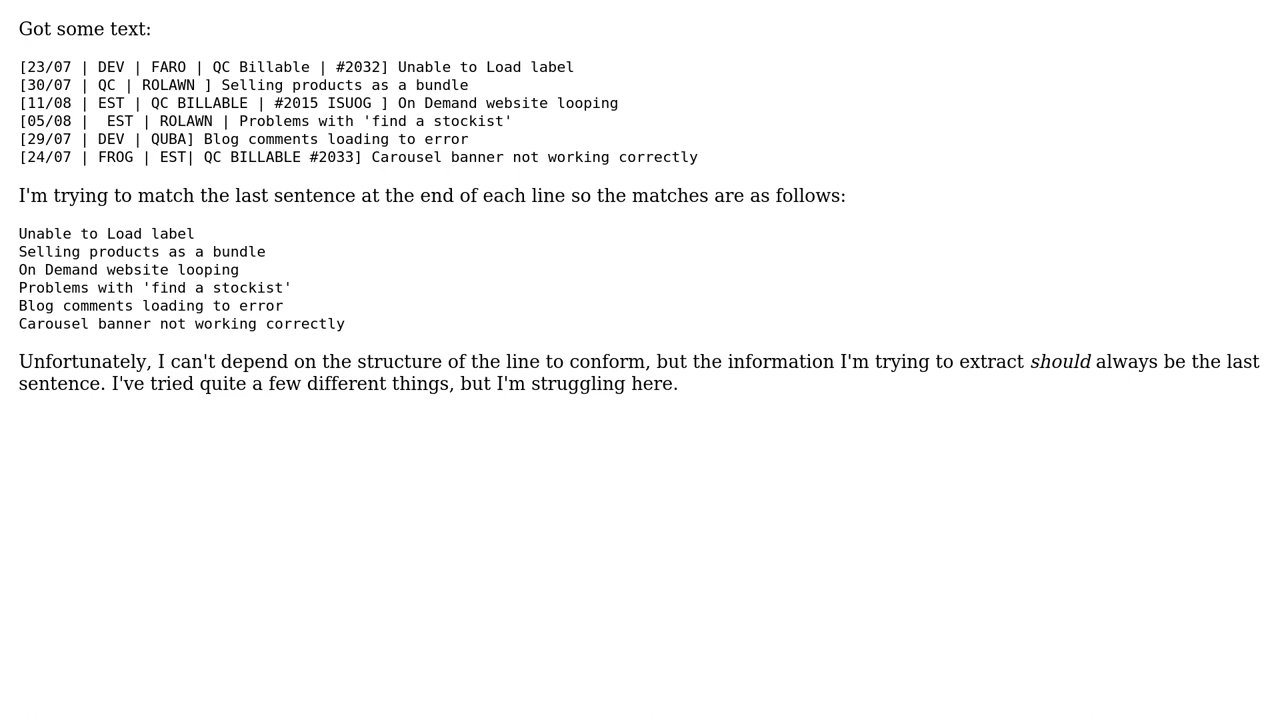 Got some text:
[23/07 | DEV | FARO | QC Billable | #2032] Unable to Load label
[30/07 | QC | ROLAWN ] Selling products as a bundle
[11/08 | EST | QC BILLABLE | #2015 ISUOG ] On Demand website looping
[05/08 |  EST | ROLAWN | Problems with 'find a stockist'
[29/07 | DEV | QUBA] Blog comments loading to error
[24/07 | FROG | EST| QC BILLABLE #2033] Carousel banner not working correctly
I'm trying to match the last sentence at the end of each line so the matches are as follows:
Unable to Load label
Selling products as a bundle
On Demand website looping
Problems with 'find a stockist'
Blog comments loading to error
Carousel banner not working correctly
Unfortunately, I can't depend on the structure of the line to conform, but the information I'm trying to extract should always be the last
sentence. I've tried quite a few different things, but I'm struggling here.